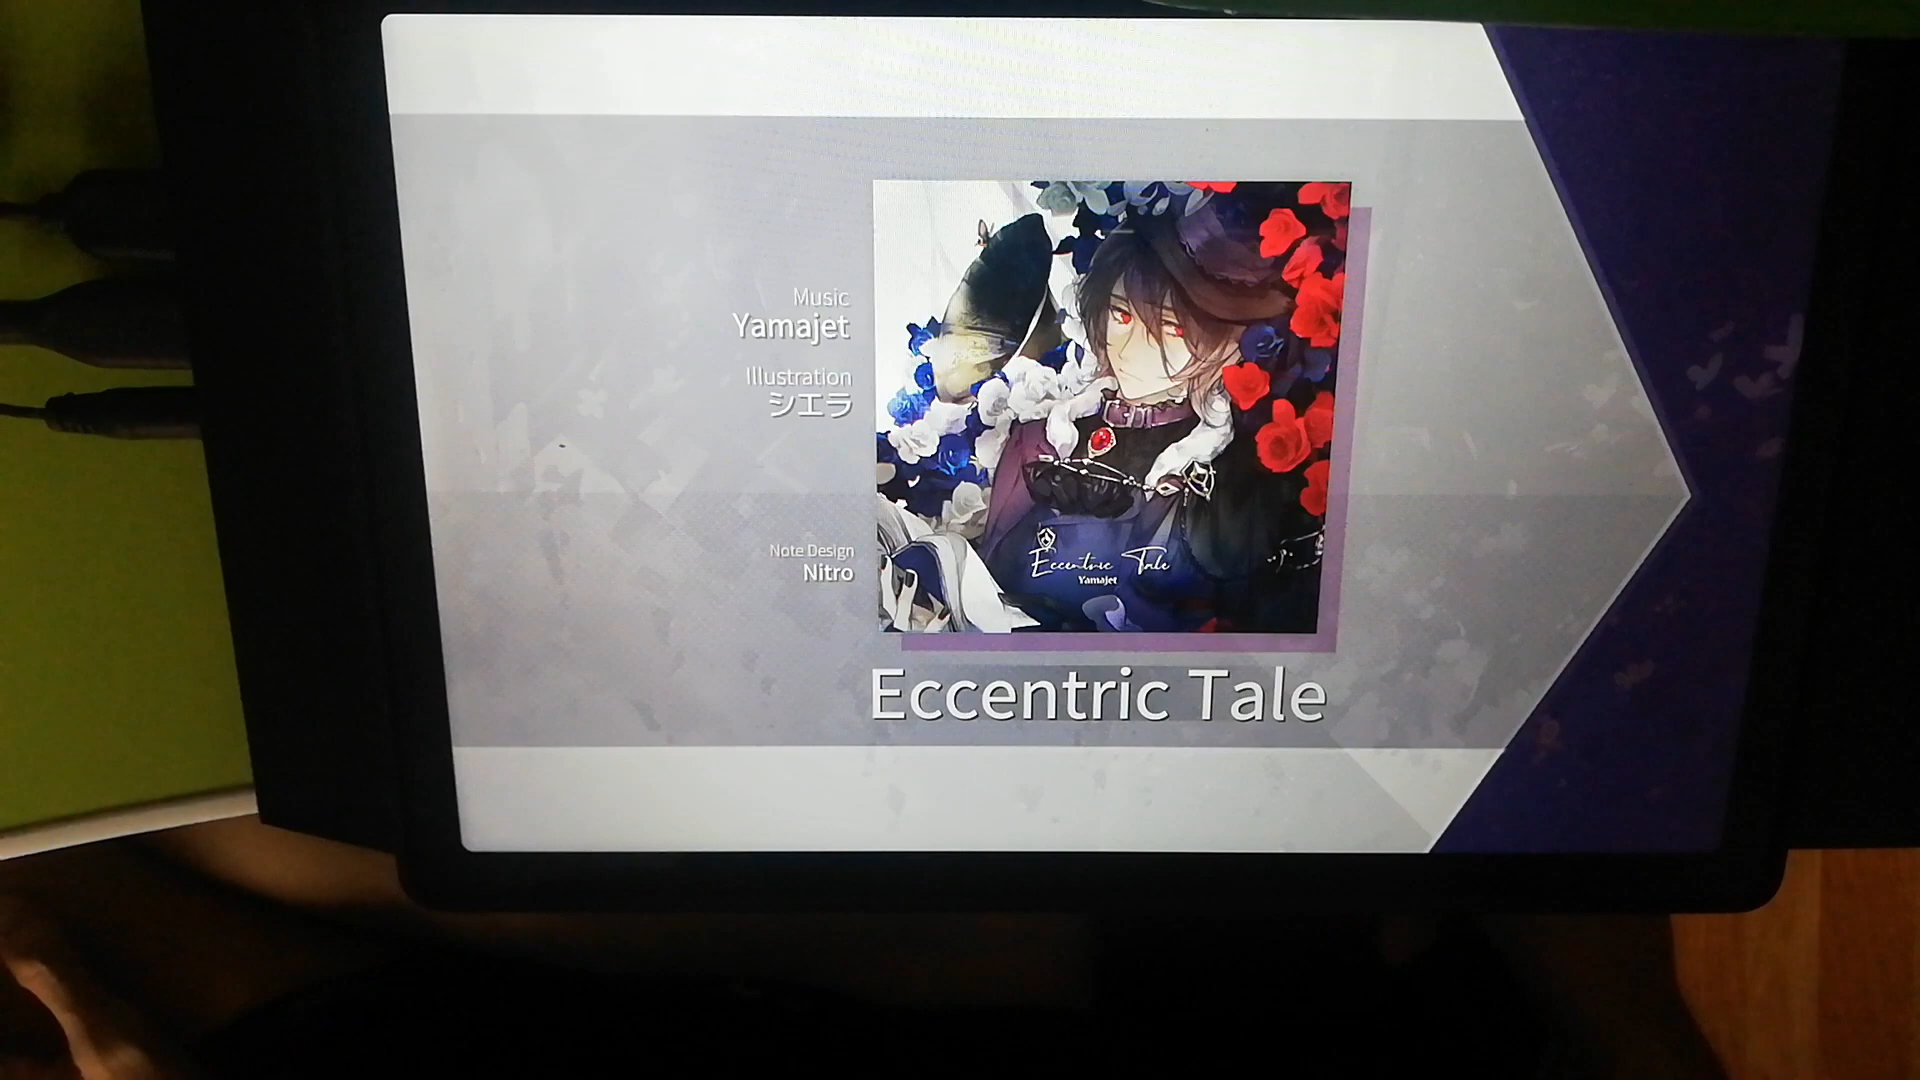 Music
Yamajet
Illustration
シエラ
Note Design
Nitro
Eccentric Tale
Yamajet
Eccentric Tale